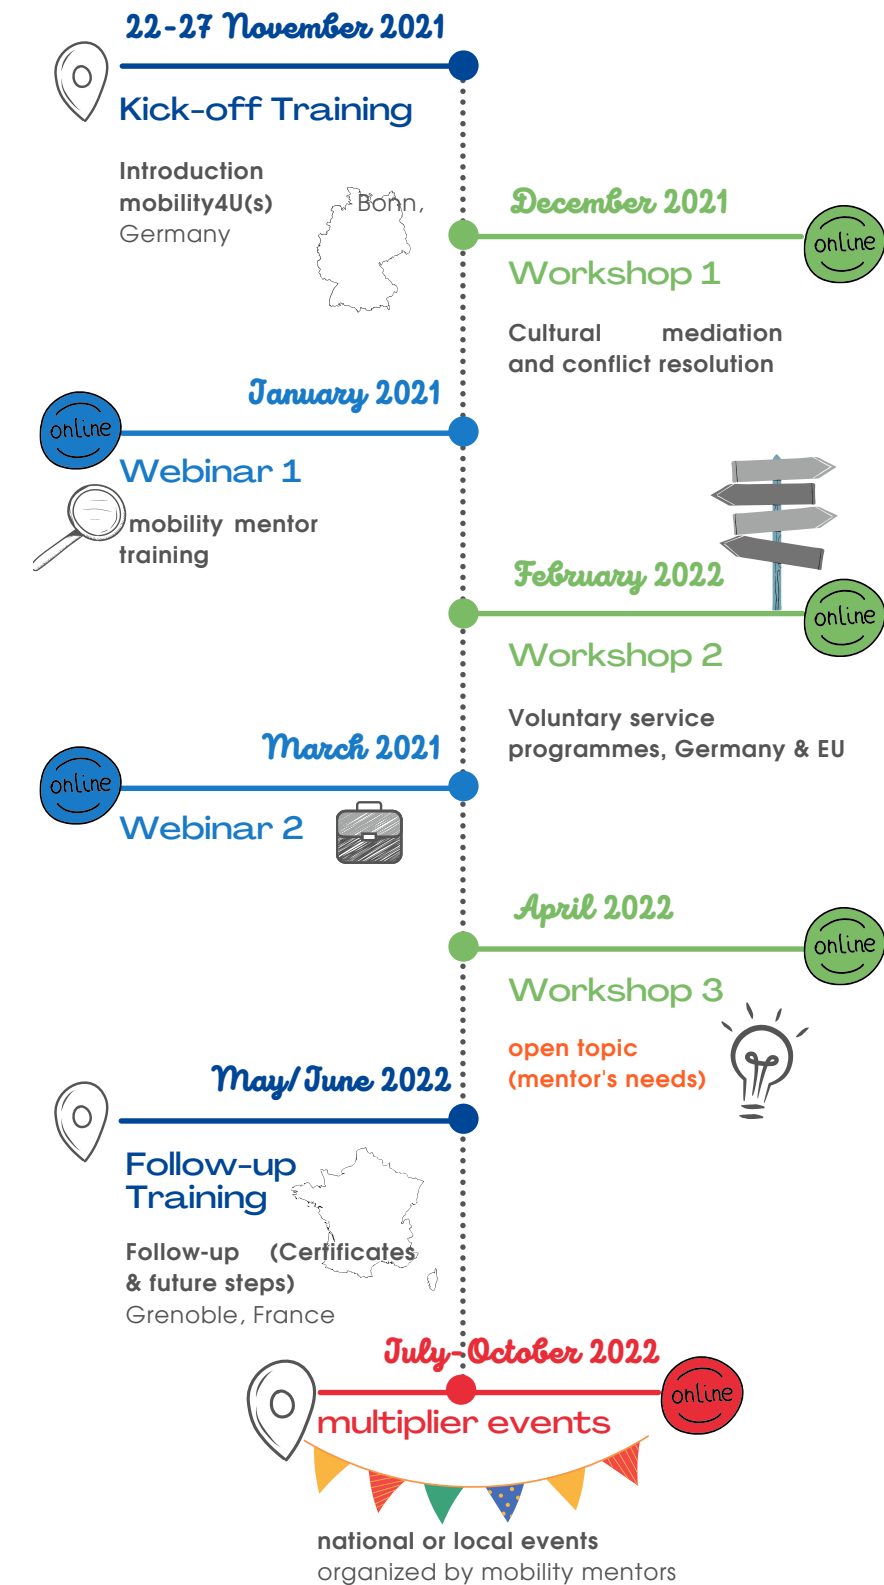 22-27 November 2021
Kick-off Training
Introduction
mobility4U(s) Bonn,
Germany
December 2021
online
Workshop 1
Cultural mediation
and conflict resolution
January 2021
online
Webinar 1
mobility mentor
training
February 2022
online
Workshop 2
Voluntary service
programmes, Germany & EU
March 2021
online
Webinar 2
April 2022
online
Workshop 3
open topic
(mentor's needs)
May/June 2022
Follow-up
Training
Follow-up (Certificates
& future steps)
Grenoble, France
July-October 2022
online
multiplier events
national or local events
organized by mobility mentors